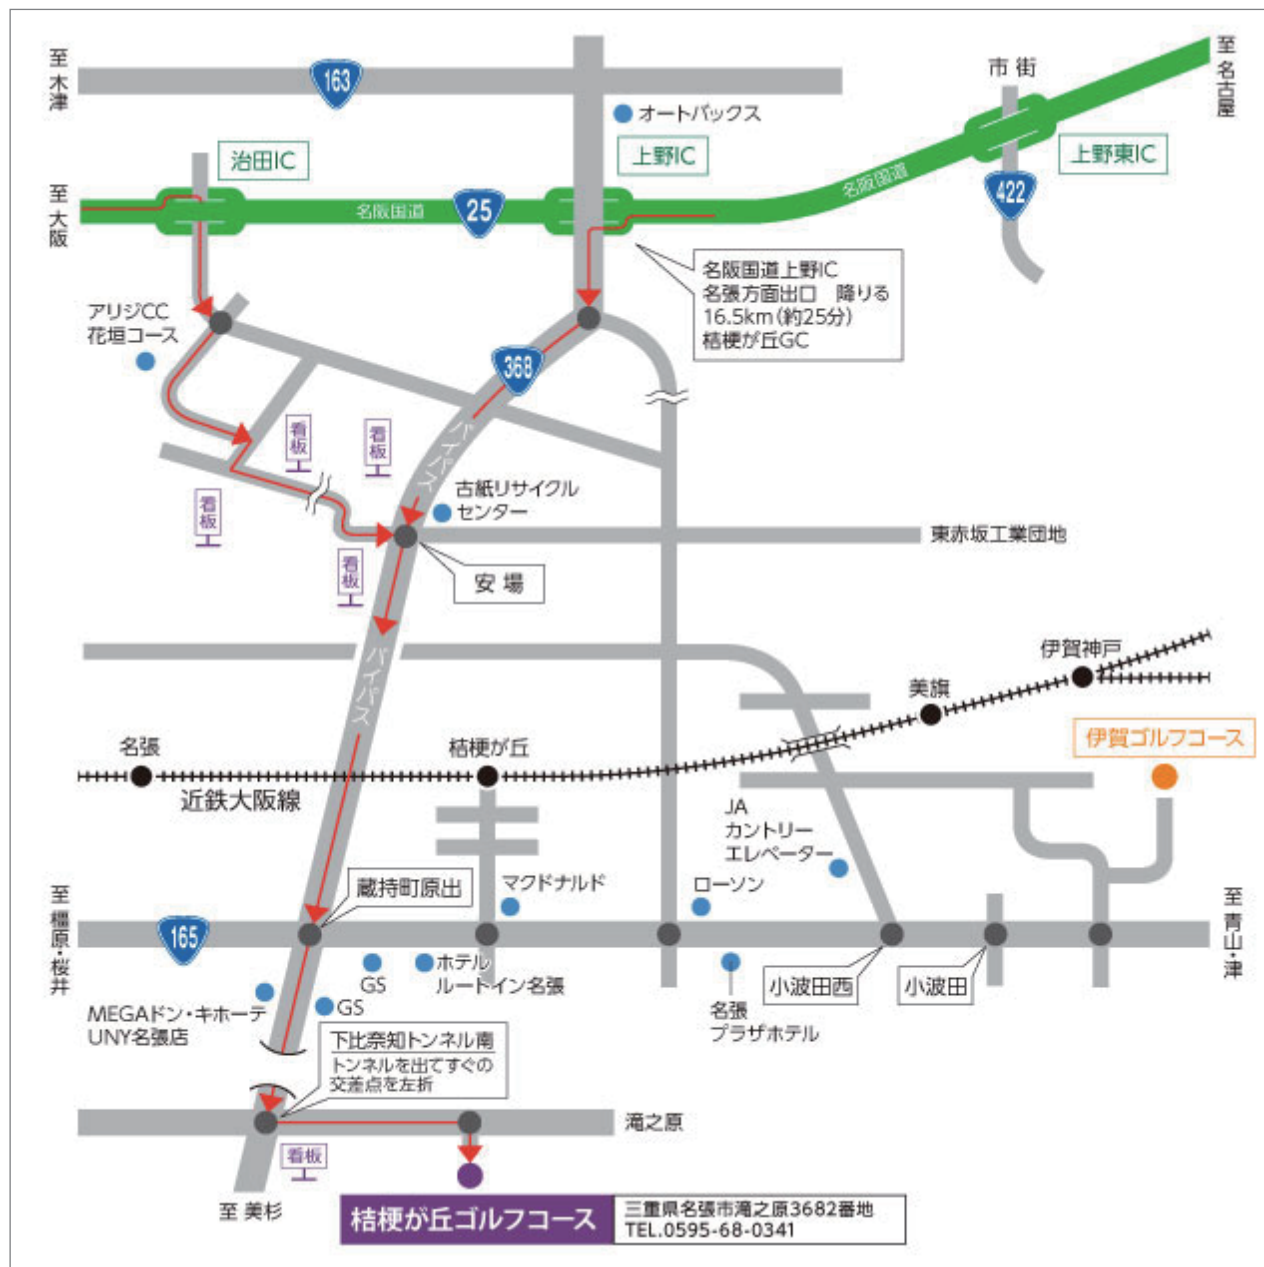 至 木津
163
オートバックス
市 街
至 名古屋
治田IC
上野IC
上野東IC
至 大阪
名阪国道
25
名阪国道
422
名阪国道上野IC
名張方面出口 降りる
16.5km(約25分)
桔梗が丘GC
アリジCC
花垣コース
368
バイパス
看板
看板
看板
看板
古紙リサイクル
センター
東赤坂工業団地
安 場
バイパス
伊賀神戸
美旗
伊賀ゴルフコース
名張
桔梗が丘
近鉄大阪線
JA
カントリー
エレベーター
蔵持町原出
マクドナルド
ローソン
至 橿原・桜井
165
至 青山・津
GS
ホテル
ルートイン名張
小波田西
小波田
MEGAドン・キホーテ
UNY名張店
GS
名張
プラザホテル
下比奈知トンネル南
トンネルを出てすぐの
交差点を左折
滝之原
看板
至 美杉
桔梗が丘ゴルフコース
三重県名張市滝之原3682番地
TEL.0595-68-0341